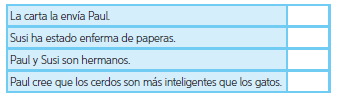 La carta la envía Paul.
Susi ha estado enferma de paperas.
Paul y Susi son hermanos.
Paul cree que los cerdos son más inteligentes que los gatos.